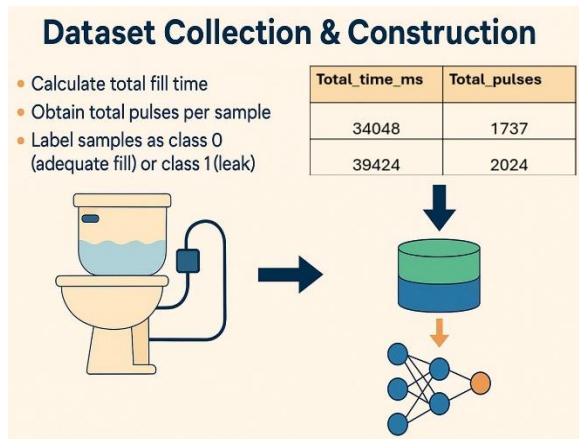 Dataset Collection & Construction
• Calculate total fill time
• Obtain total pulses per sample
• Label samples as class 0
(adequate fill) or class 1 (leak)
Total_time_ms Total_pulses
34048 1737
39424 2024